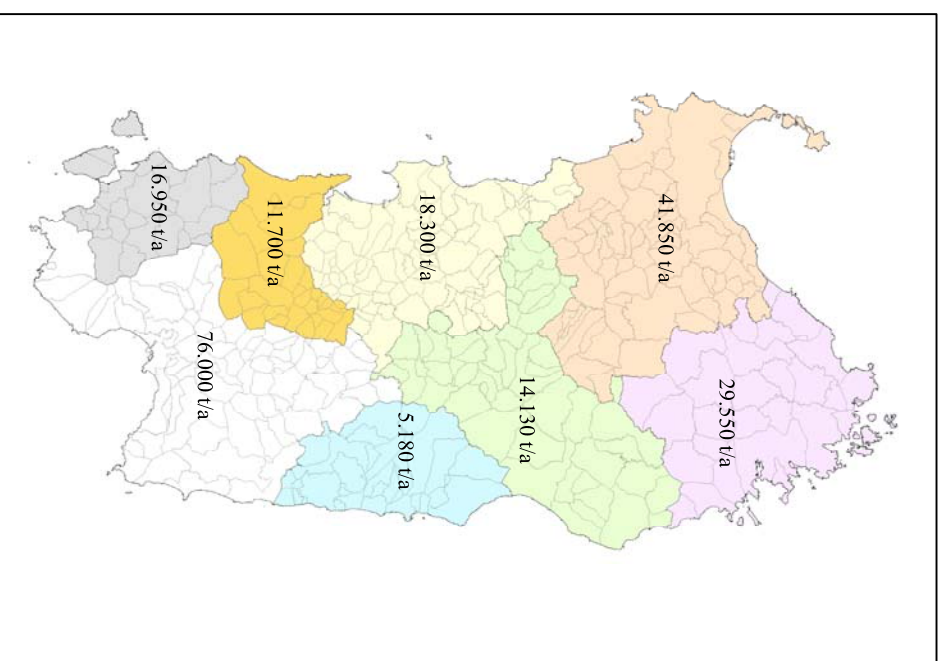 16.950 t/a
11.700 t/a
18.300 t/a
41.850 t/a
76.000 t/a
5.180 t/a
14.130 t/a
29.550 t/a